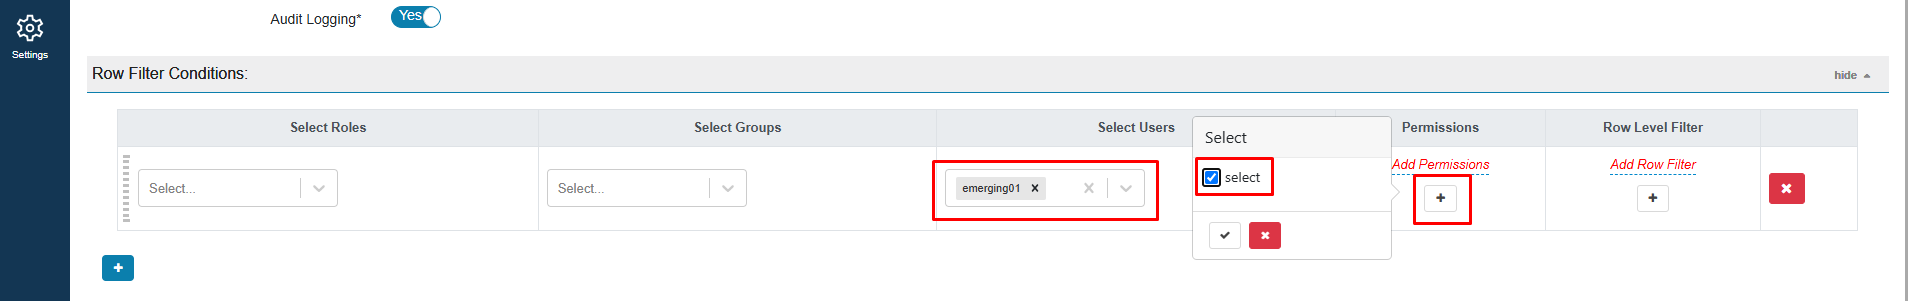 Audit Logging*
Yes
Settings
Row Filter Conditions:
hide
Select Roles
Select Groups
Select Users
Permissions
Row Level Filter
Select
Add Permissions
Add Row Filter
Select...
Select...
emerging01
select